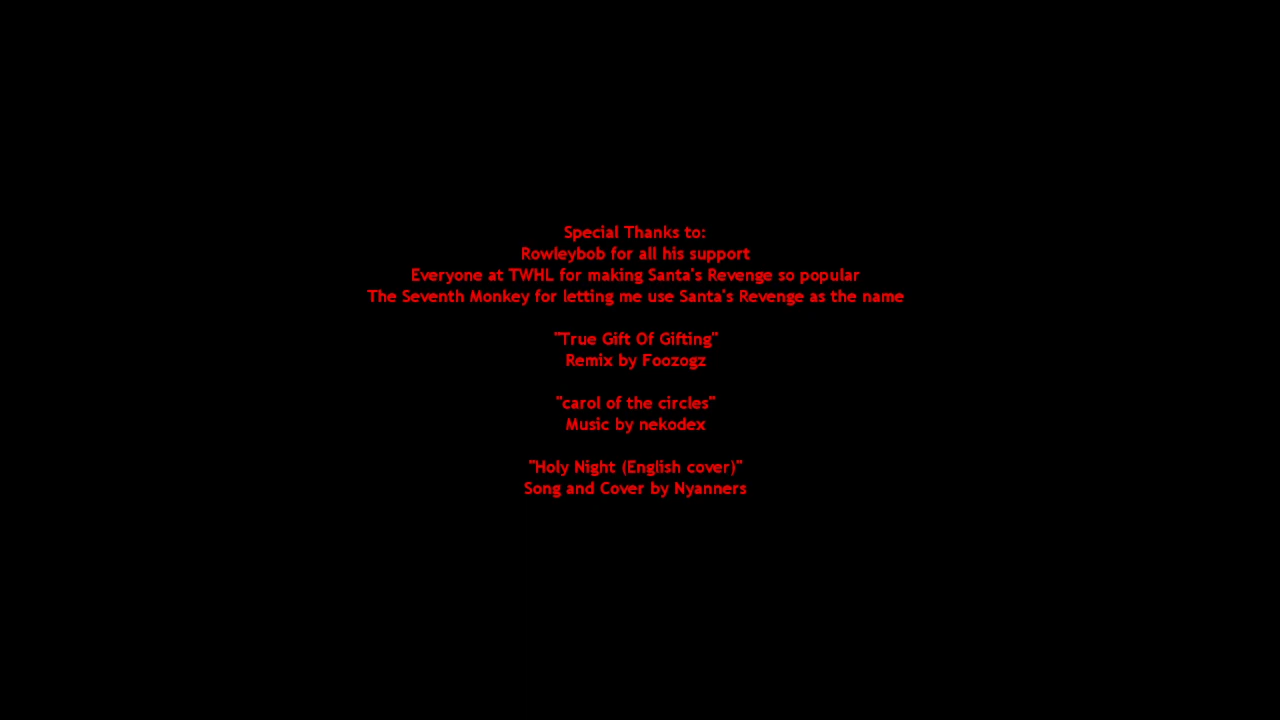 Special Thanks to:
Rowleybob for all his support
Everyone at TWHL for making Santa's Revenge so popular
The Seventh Monkey for letting me use Santa's Revenge as the name
"True Gift Of Gifting"
Remix by Foozogz
"carol of the circles"
Music by nekodex
"Holy Night (English cover)"
Song and Cover by Nyanners